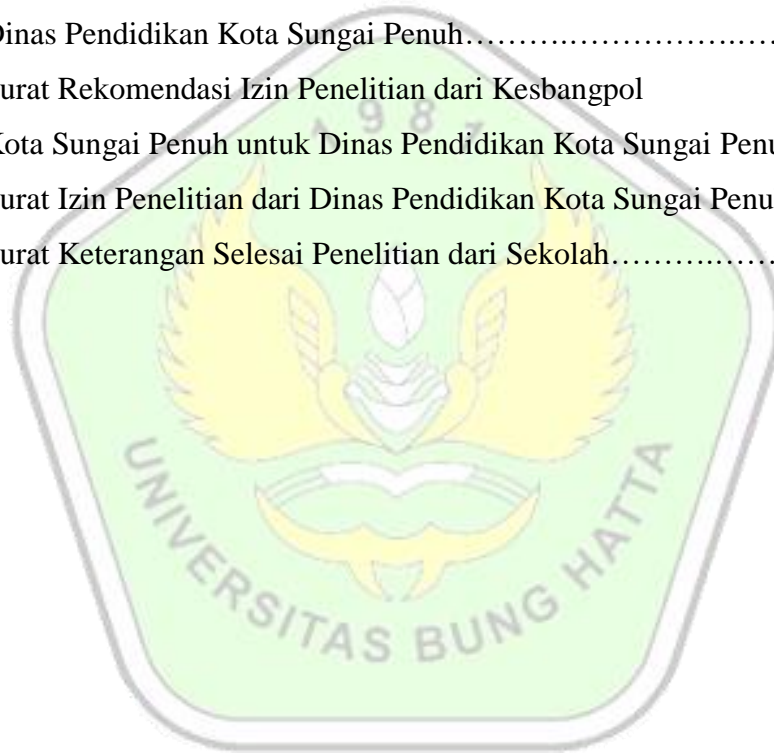 Dinas Pendidikan Kota Sungai Penuh……….…………….…
urat Rekomendasi Izin Penelitian dari Kesbangpol
Kota Sungai Penuh untuk Dinas Pendidikan Kota Sungai Penu
urat Izin Penelitian dari Dinas Pendidikan Kota Sungai Penu
urat Keterangan Selesai Penelitian dari Sekolah……….……
1981
UNIVERSITAS BUNG HATTA